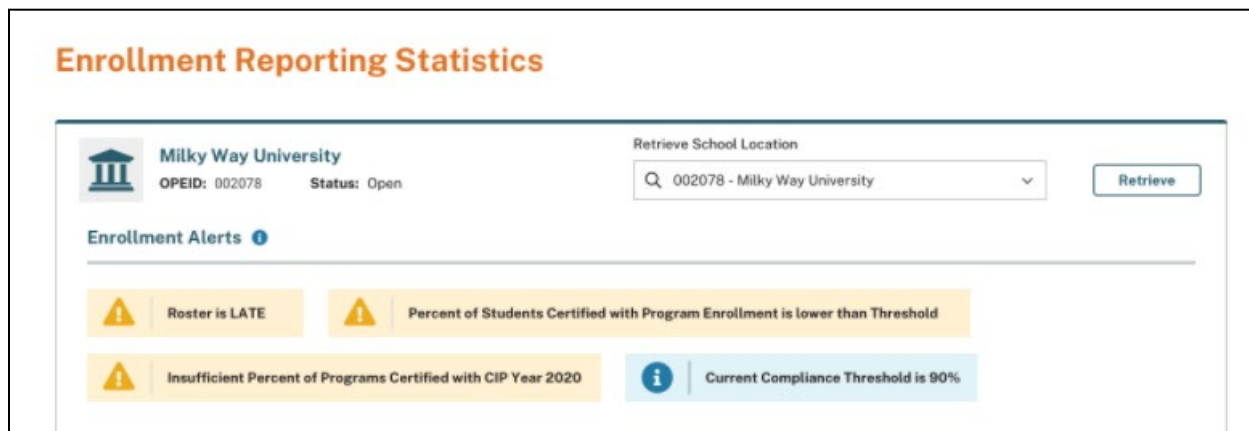 Enrollment Reporting Statistics
Milky Way University
OPEID: 002078 Status: Open
Retrieve School Location
002078 - Milky Way University
Retrieve
Enrollment Alerts
Roster is LATE
Percent of Students Certified with Program Enrollment is lower than Threshold
Insufficient Percent of Programs Certified with CIP Year 2020
Current Compliance Threshold is 90%